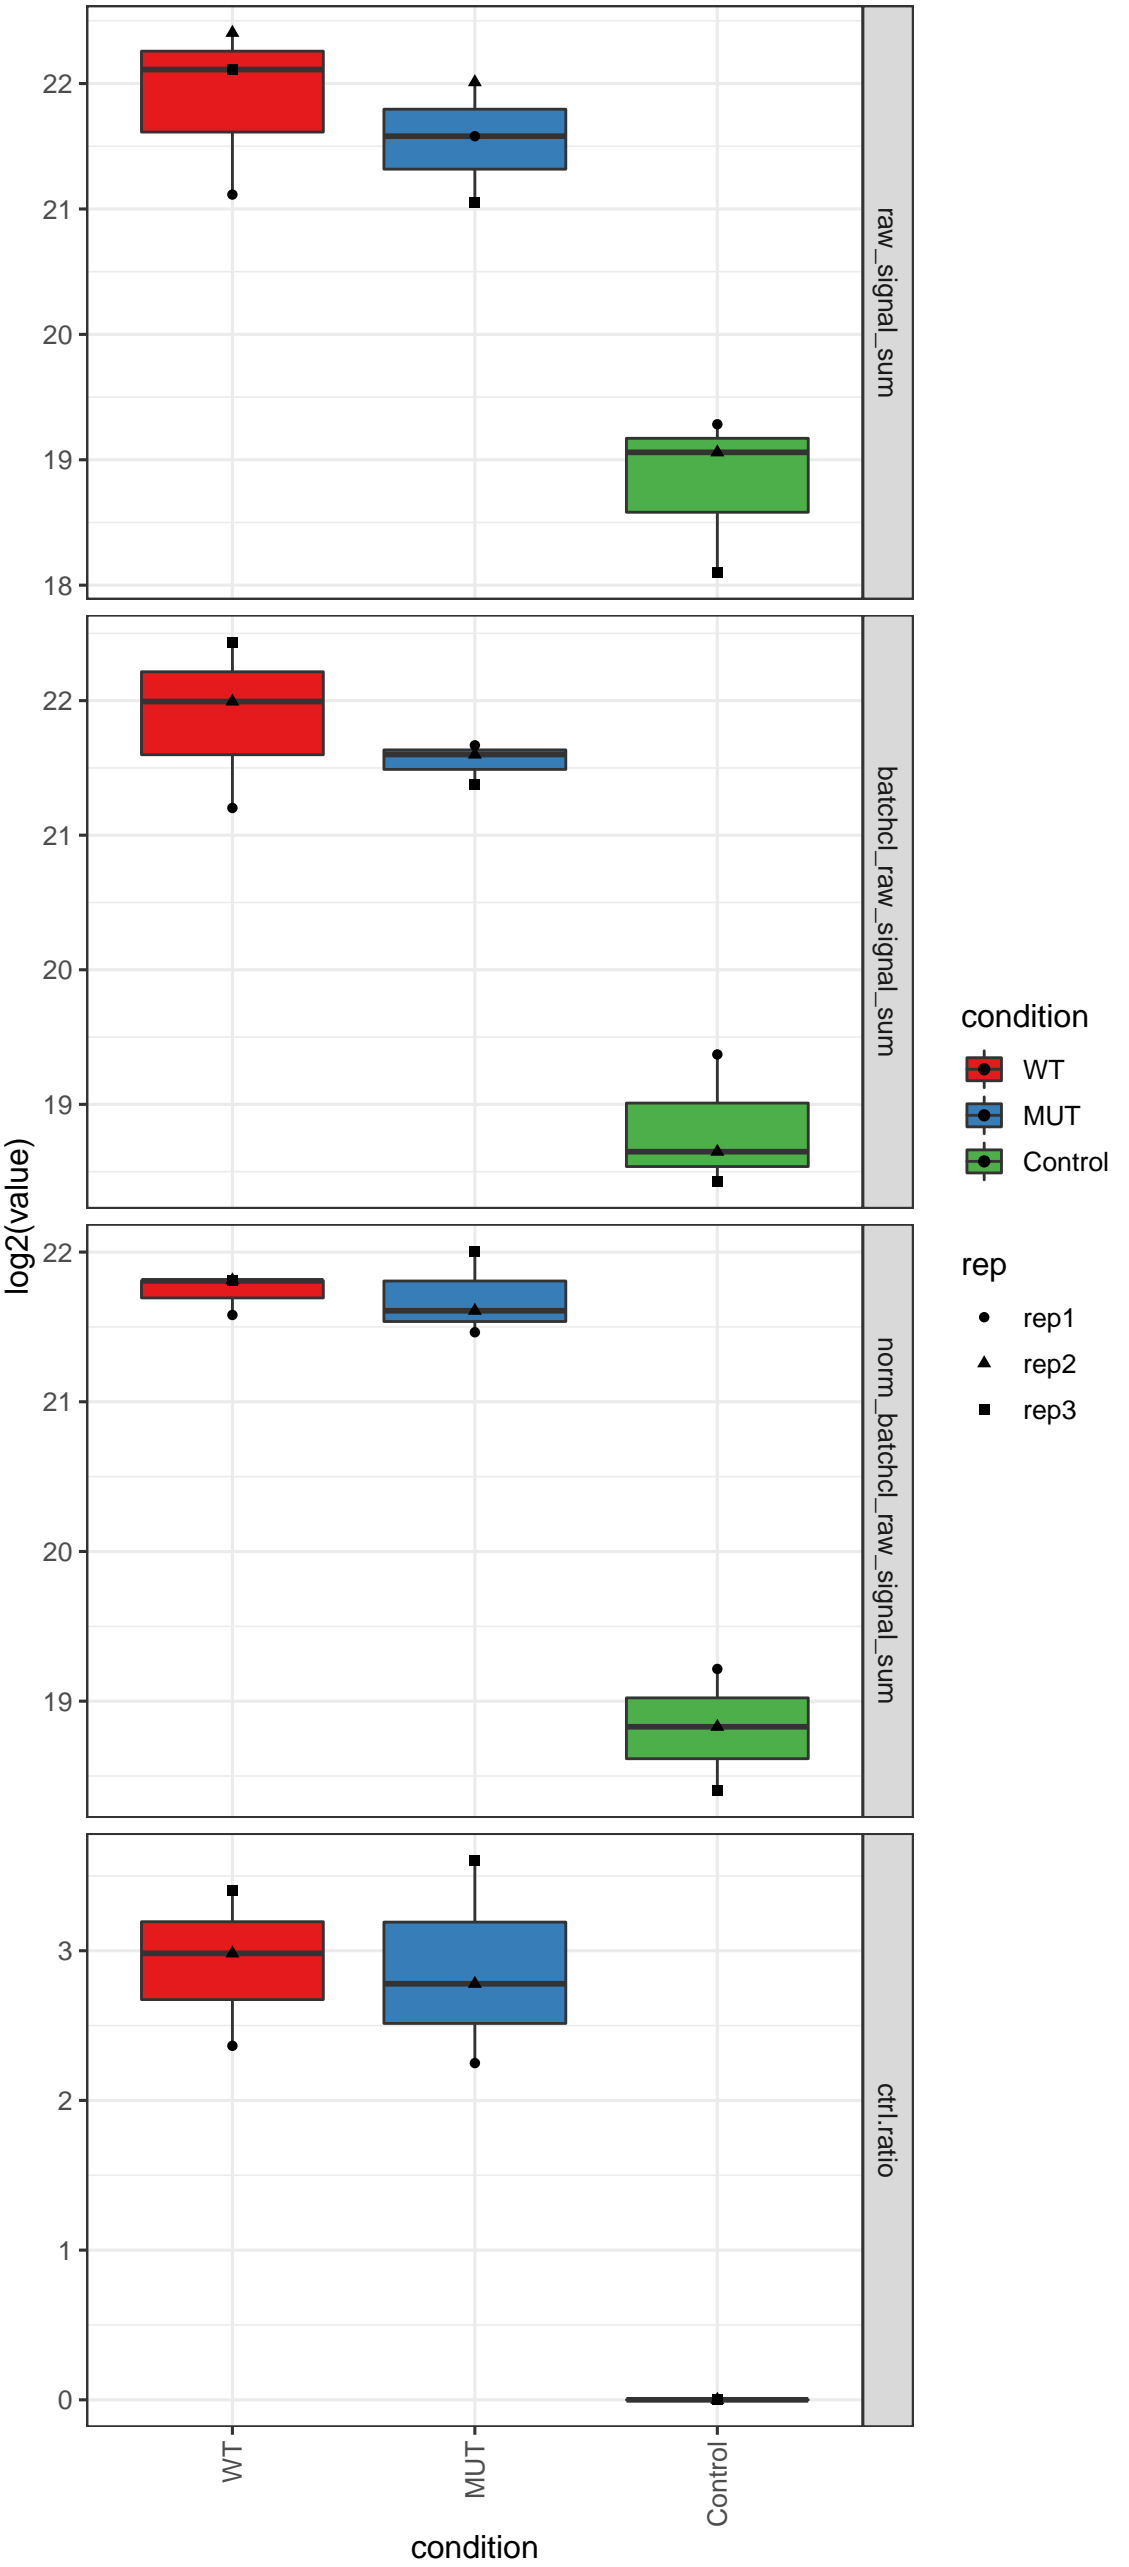 22
21
20
19
18
raw_signal_sum
22
21
20
19
batchcl_raw_signal_sum
22
21
20
19
norm_batchcl_raw_signal_sum
3
2
1
0
ctrl.ratio
log2(value)
WT
MUT
Control
condition
condition
WT
MUT
Control
rep
rep1
rep2
rep3